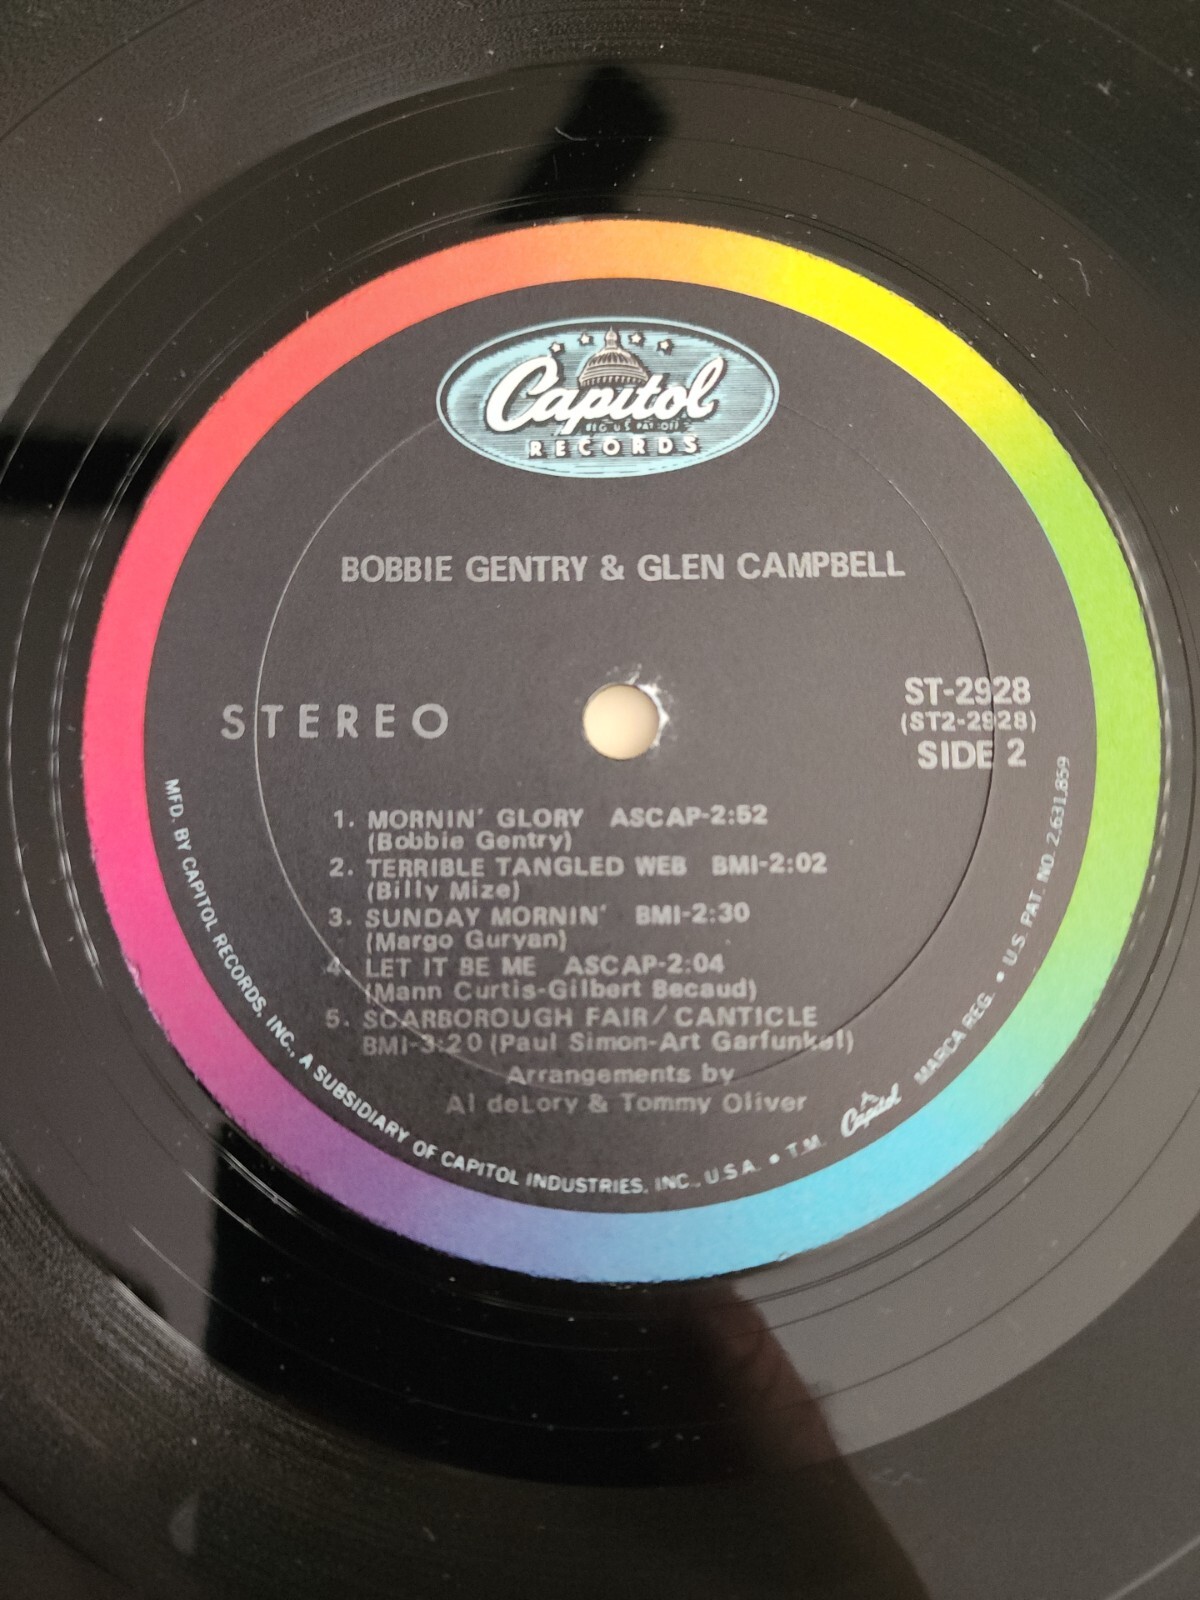 Capitol
REG. U.S. PAT. OFF.
RECORDS
BOBBIE GENTRY & GLEN CAMPBELL
STEREO
ST-2928
(ST2-2928)
SIDE 2
1. MORNIN' GLORY ASCAP-2:52
(Bobbie Gentry)
2. TERRIBLE TANGLED WEB BMI-2:02
(Billy Mize)
3. SUNDAY MORNIN' BMI-2:30
(Margo Guryan)
4. LET IT BE ME ASCAP-2:04
(Mann Curtis-Gilbert Becaud)
5. SCARBOROUGH FAIR/CANTICLE
BMI-3:20 (Paul Simon-Art Garfunkel)
Arrangements by
Al deLory & Tommy Oliver
MFD. BY CAPITOL RECORDS, INC., A SUBSIDIARY OF CAPITOL INDUSTRIES, INC., U.S.A. • T.M. Capitol MARCA REG. • U.S. PAT. NO. 2,631,859